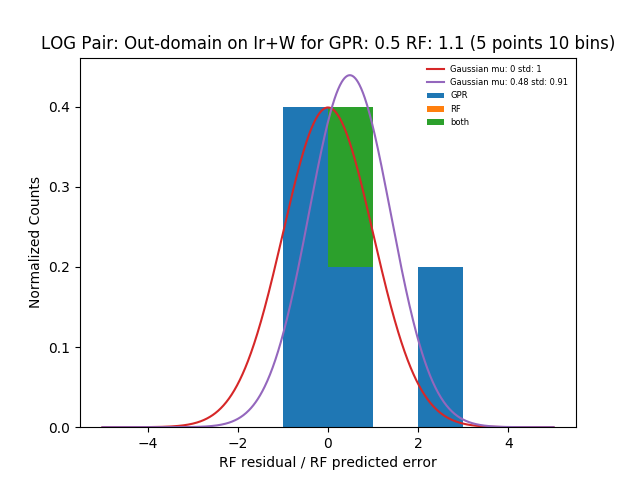 LOG Pair: Out-domain on Ir+W for GPR: 0.5 RF: 1.1 (5 points 10 bins)
Gaussian mu: 0 std: 1
Gaussian mu: 0.48 std: 0.91
GPR
RF
both
Normalized Counts
0.4
0.3
0.2
0.1
0.0
−4 −2 0 2 4
RF residual / RF predicted error